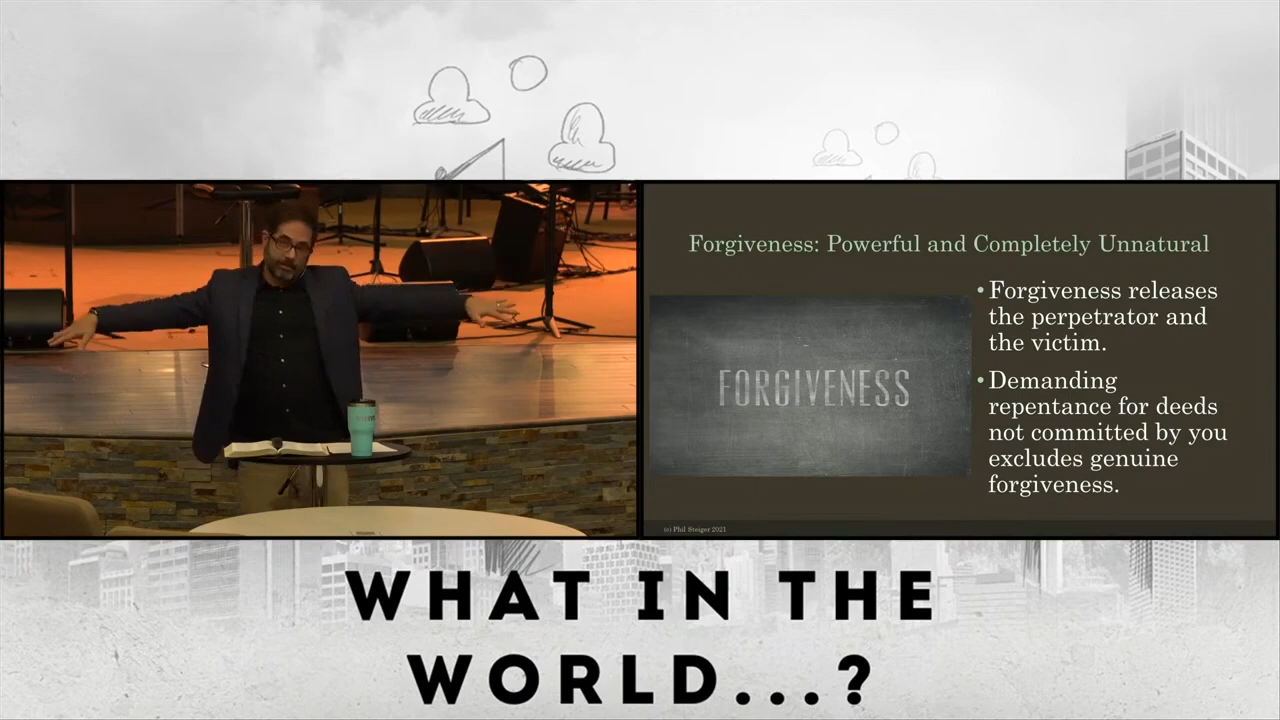 Forgiveness: Powerful and Completely Unnatural
FORGIVENESS
• Forgiveness releases
the perpetrator and
the victim.
• Demanding
repentance for deeds
not committed by you
excludes genuine
forgiveness.
(c) Phil Steiger 2021
WHAT IN THE
WORLD...?